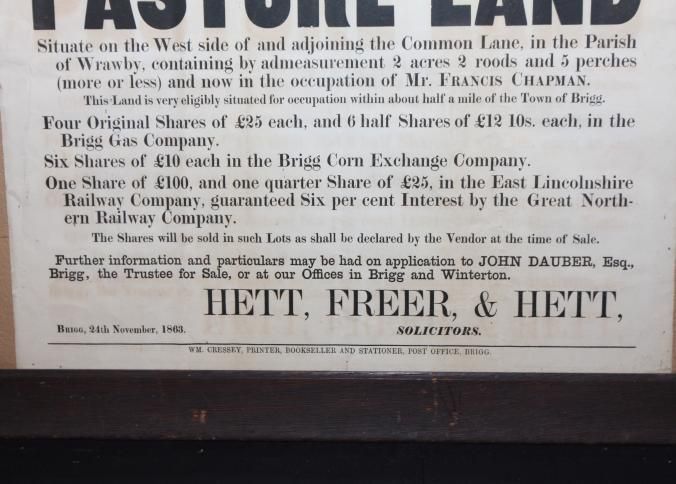 PASTURE LAND
Situate on the West side of and adjoining the Common Lane, in the Parish
of Wrawby, containing by admeasurement 2 acres 2 roods and 5 perches
(more or less) and now in the occupation of Mr. FRANCIS CHAPMAN.
This Land is very eligibly situated for occupation within about half a mile of the Town of Brigg.
Four Original Shares of £25 each, and 6 half Shares of £12 10s. each, in the
Brigg Gas Company.
Six Shares of £10 each in the Brigg Corn Exchange Company.
One Share of £100, and one quarter Share of £25, in the East Lincolnshire
Railway Company, guaranteed Six per cent Interest by the Great North-
ern Railway Company.
The Shares will be sold in such Lots as shall be declared by the Vendor at the time of Sale.
Further information and particulars may be had on application to JOHN DAUBER, Esq.,
Brigg, the Trustee for Sale, or at our Offices in Brigg and Winterton.
HETT, FREER, & HETT,
BRIGG, 24th November, 1863. SOLICITORS.
WM. CRESSEY, PRINTER, BOOKSELLER AND STATIONER, POST OFFICE, BRIGG.